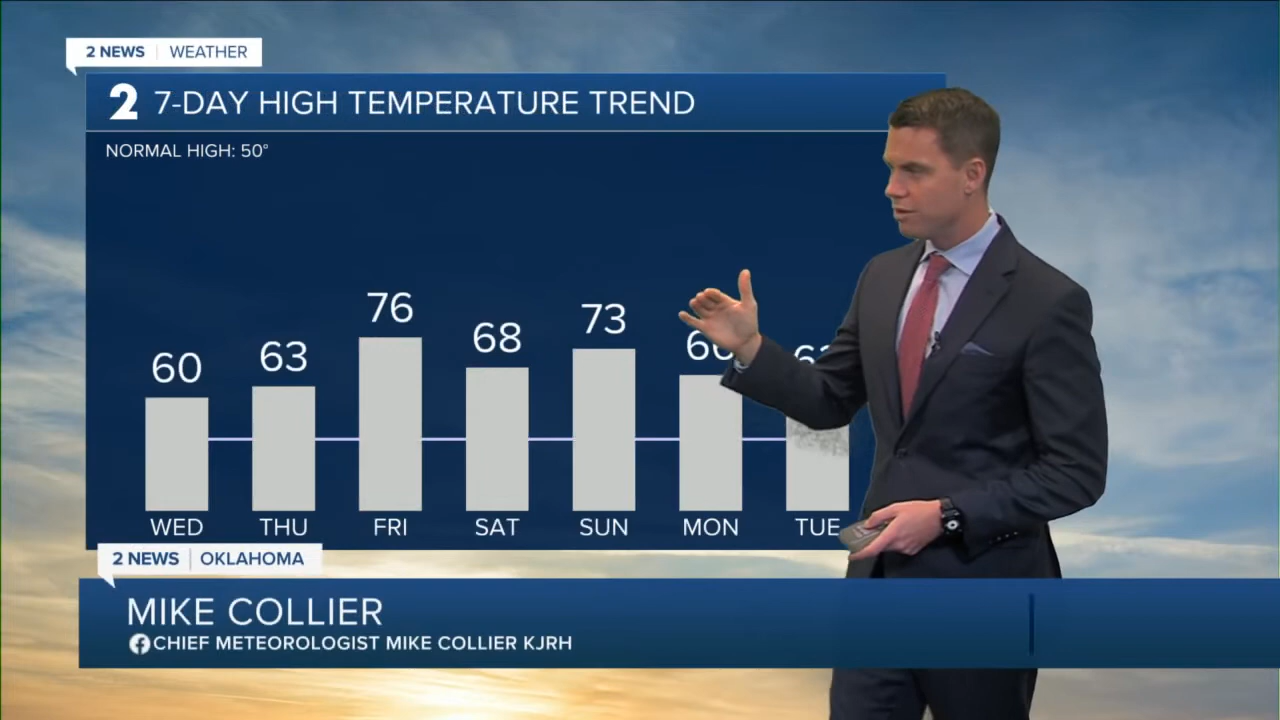 2 NEWS WEATHER
2 7-DAY HIGH TEMPERATURE TREND
NORMAL HIGH: 50°
60 63 76 68 73
WED THU FRI SAT SUN MON TUE
2 NEWS OKLAHOMA
MIKE COLLIER
CHIEF METEOROLOGIST MIKE COLLIER KJRH